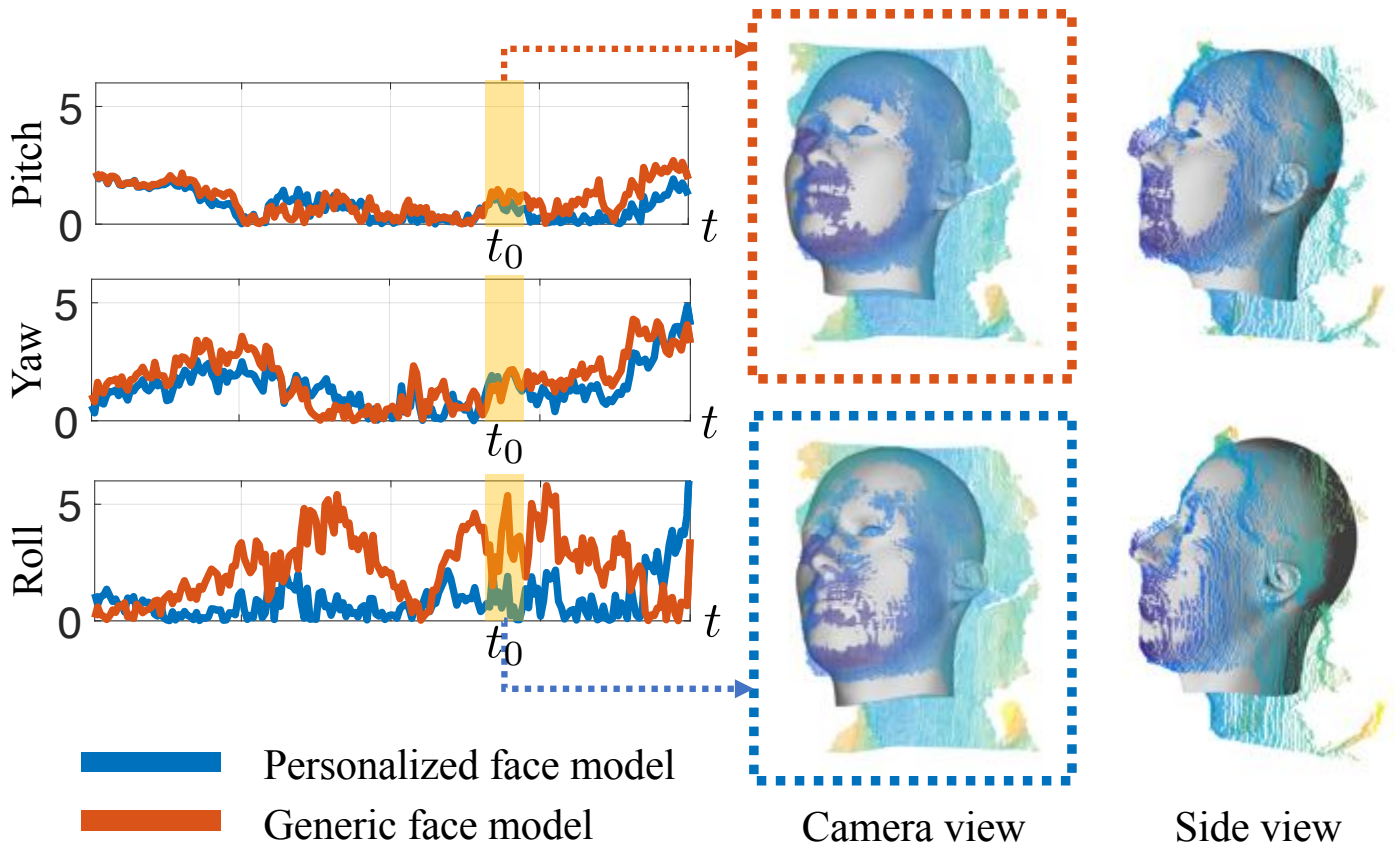 Pitch
5
0
t
t₀
Yaw
5
0
t
t₀
Roll
5
0
t
t₀
Personalized face model
Generic face model
Camera view
Side view